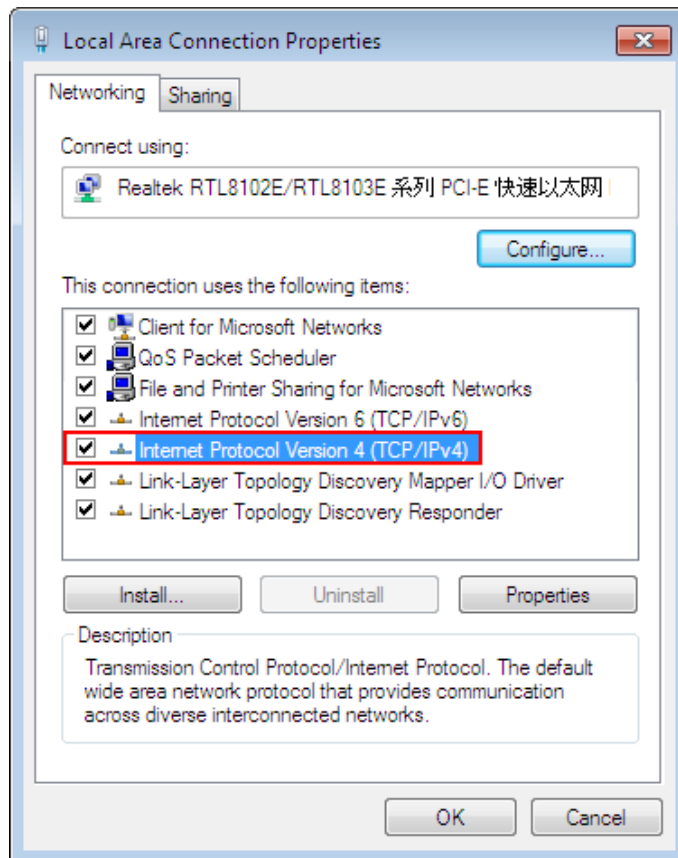 Local Area Connection Properties
Networking
Sharing
Connect using:
Realtek RTL8102E/RTL8103E 系列 PCI-E 快速以太网
Configure...
This connection uses the following items:
Client for Microsoft Networks
QoS Packet Scheduler
File and Printer Sharing for Microsoft Networks
Internet Protocol Version 6 (TCP/IPv6)
Internet Protocol Version 4 (TCP/IPv4)
Link-Layer Topology Discovery Mapper I/O Driver
Link-Layer Topology Discovery Responder
Install...
Uninstall
Properties
Description
Transmission Control Protocol/Internet Protocol. The default
wide area network protocol that provides communication
across diverse interconnected networks.
OK
Cancel